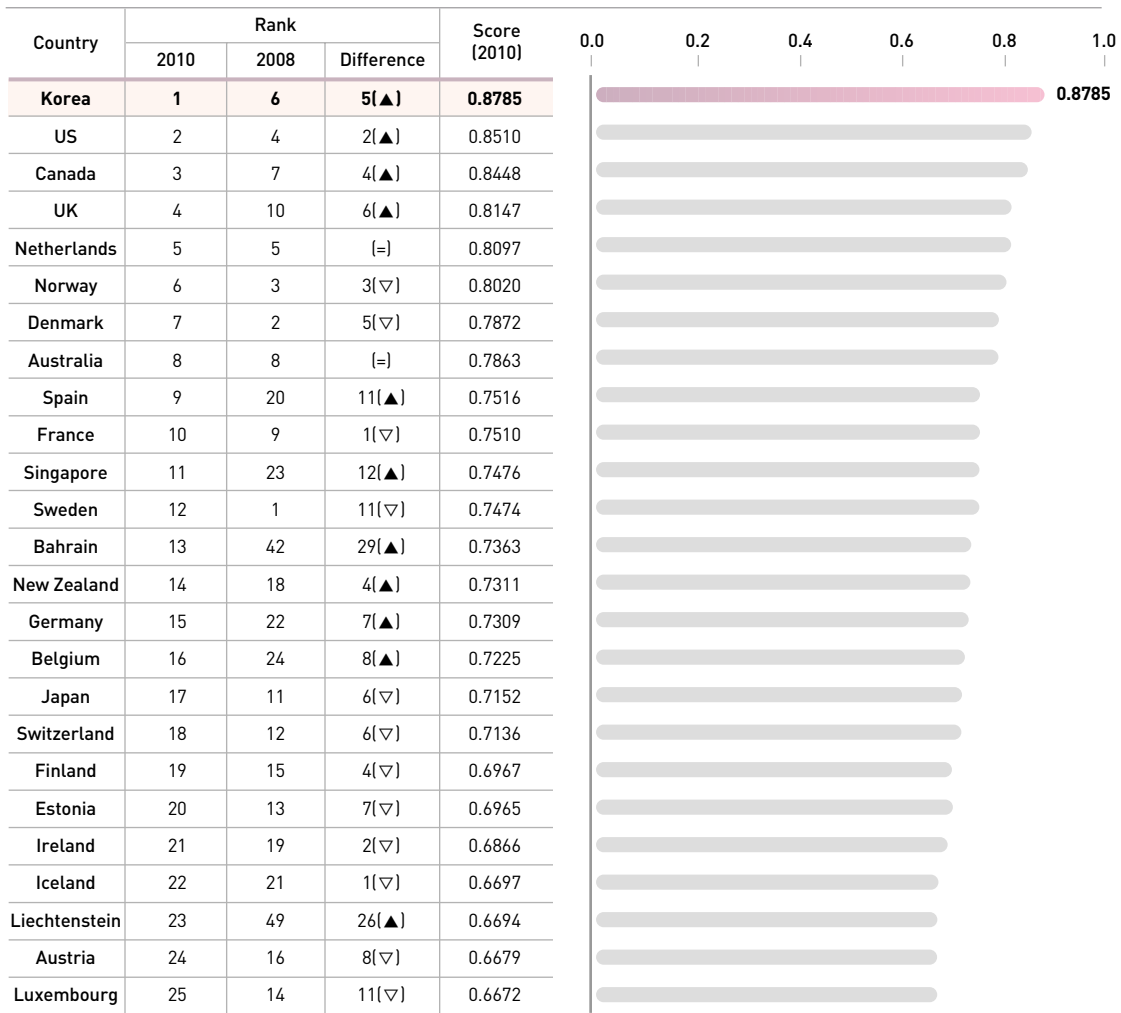 Country Rank Score (2010) 0.0 0.2 0.4 0.6 0.8 1.0
2010 2008 Difference
Korea 1 6 5(▲) 0.8785 0.8785
US 2 4 2(▲) 0.8510
Canada 3 7 4(▲) 0.8448
UK 4 10 6(▲) 0.8147
Netherlands 5 5 (=) 0.8097
Norway 6 3 3(▽) 0.8020
Denmark 7 2 5(▽) 0.7872
Australia 8 8 (=) 0.7863
Spain 9 20 11(▲) 0.7516
France 10 9 1(▽) 0.7510
Singapore 11 23 12(▲) 0.7476
Sweden 12 1 11(▽) 0.7474
Bahrain 13 42 29(▲) 0.7363
New Zealand 14 18 4(▲) 0.7311
Germany 15 22 7(▲) 0.7309
Belgium 16 24 8(▲) 0.7225
Japan 17 11 6(▽) 0.7152
Switzerland 18 12 6(▽) 0.7136
Finland 19 15 4(▽) 0.6967
Estonia 20 13 7(▽) 0.6965
Ireland 21 19 2(▽) 0.6866
Iceland 22 21 1(▽) 0.6697
Liechtenstein 23 49 26(▲) 0.6694
Austria 24 16 8(▽) 0.6679
Luxembourg 25 14 11(▽) 0.6672